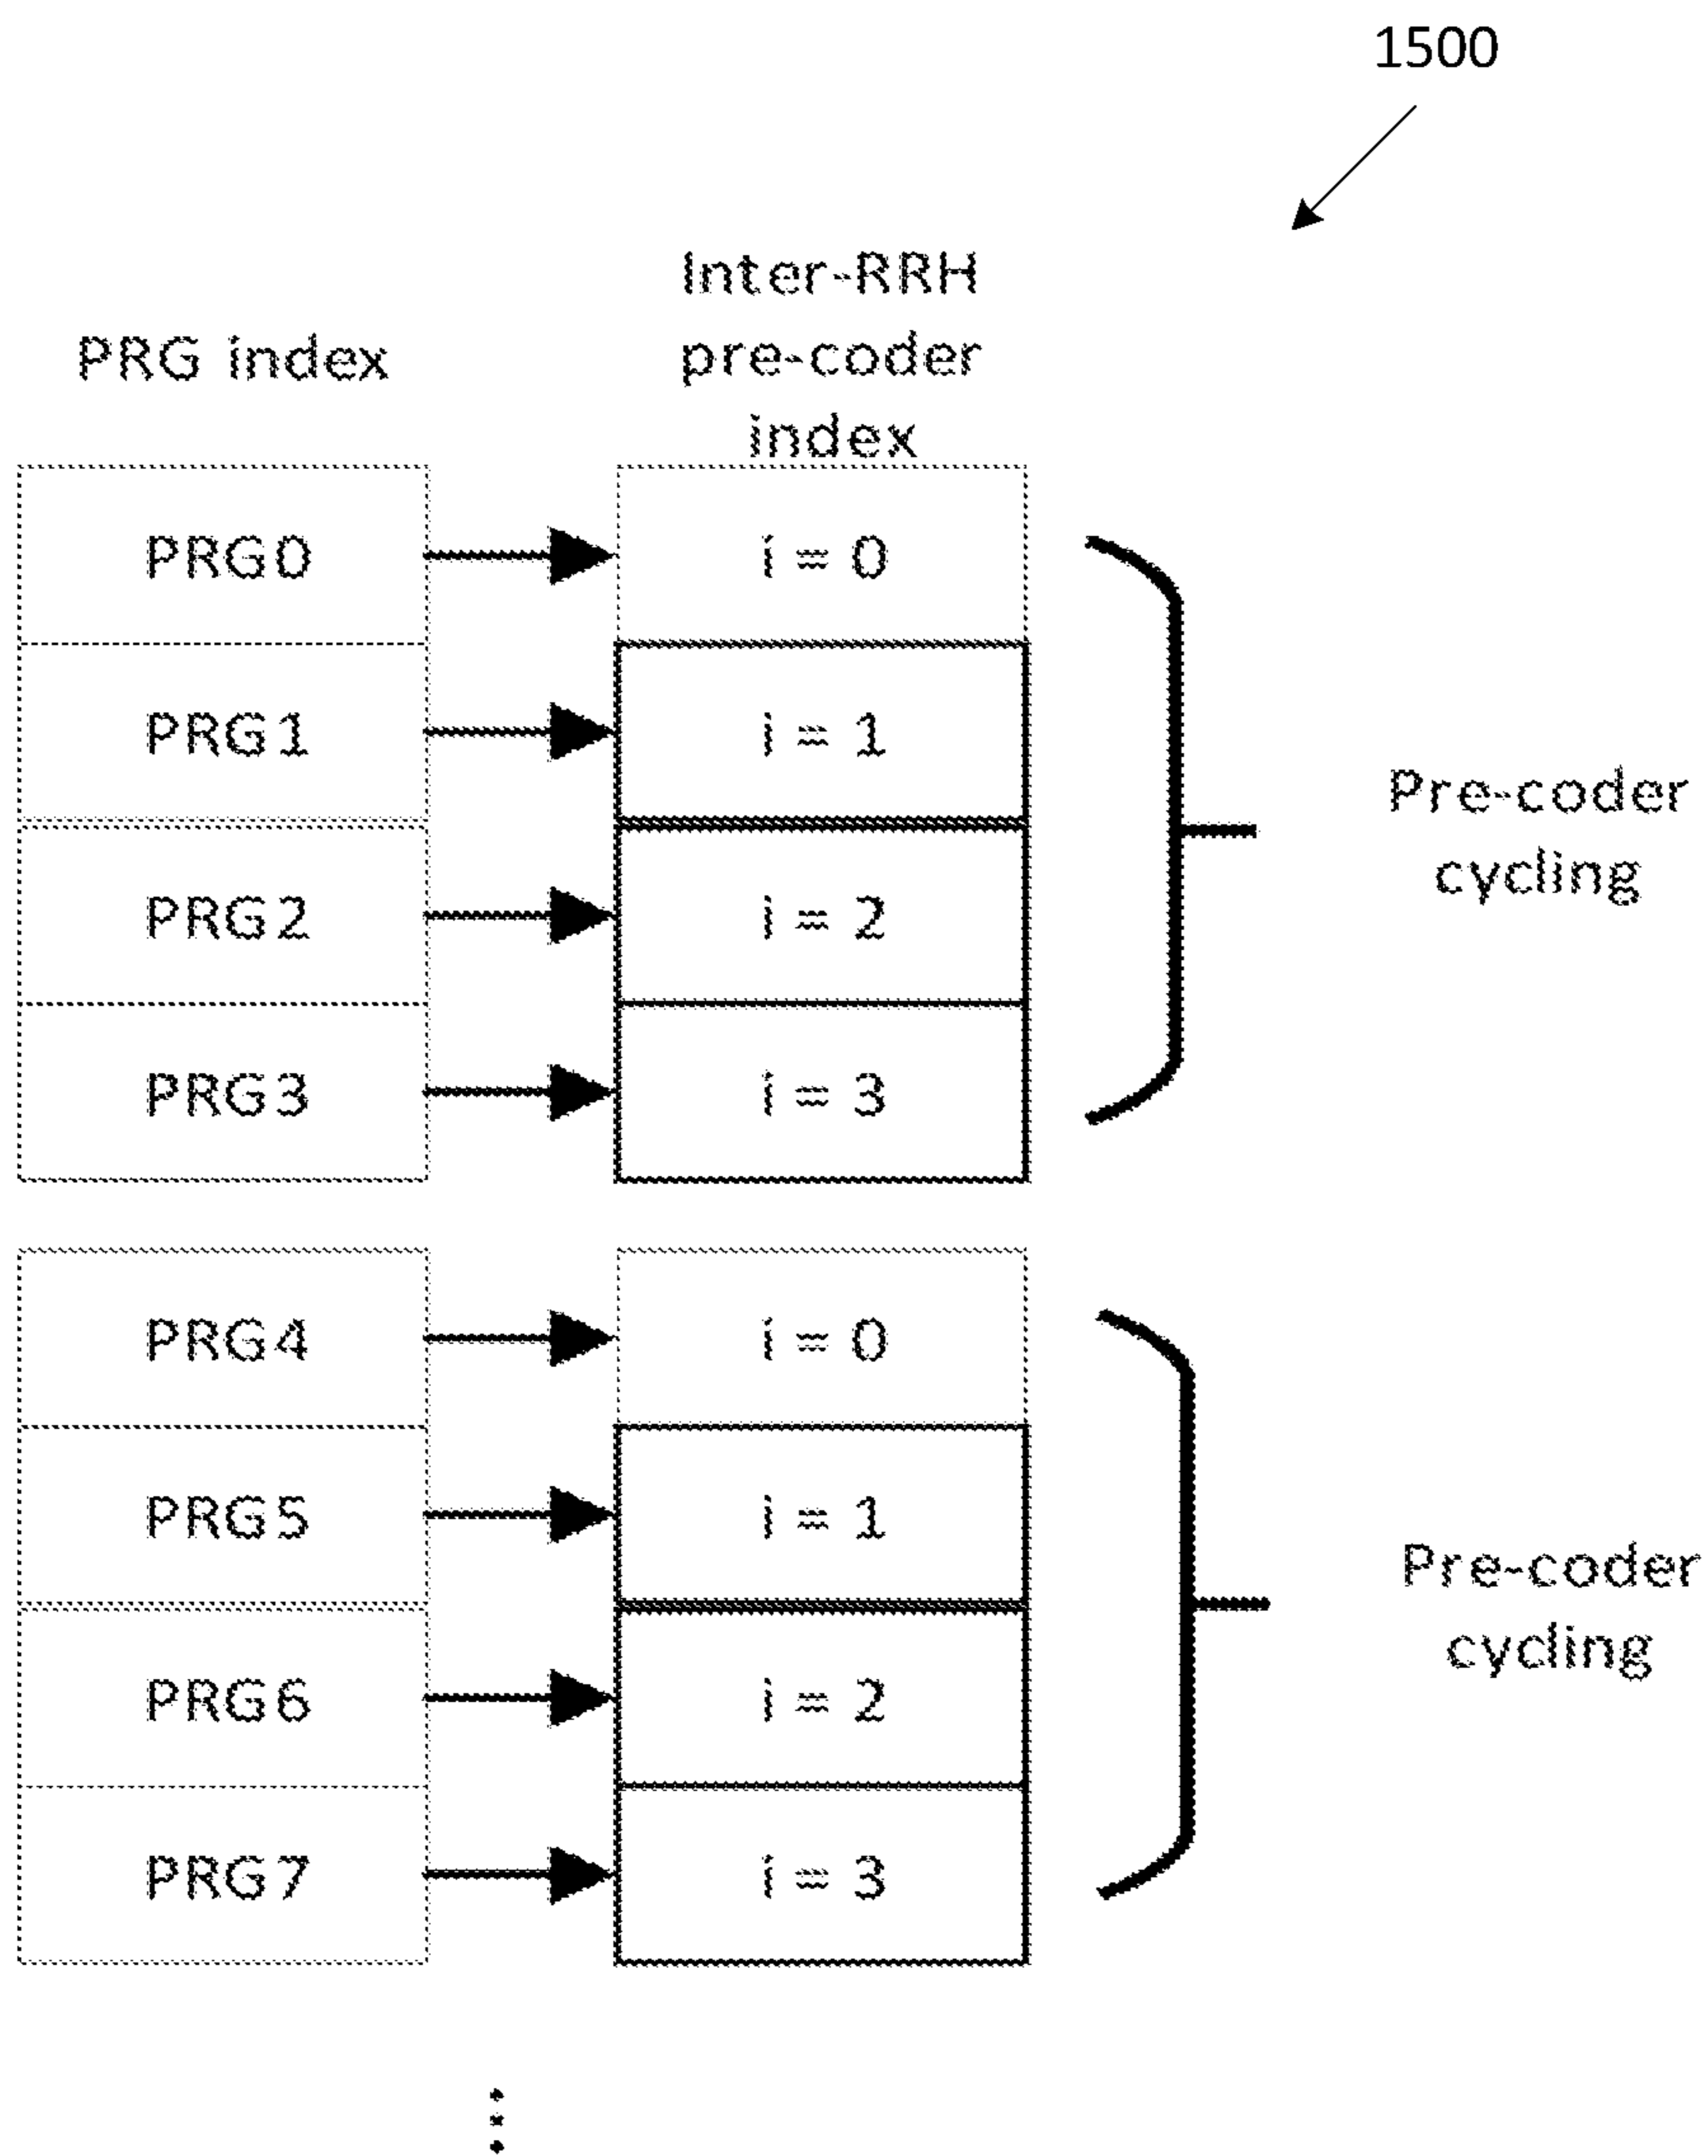 1500
PRG index
Inter-RRH
pre-coder
index
PRG0
i = 0
PRG1
i = 1
PRG2
i = 2
PRG3
i = 3
Pre-coder
cycling
PRG4
i = 0
PRG5
i = 1
PRG6
i = 2
PRG7
i = 3
Pre-coder
cycling